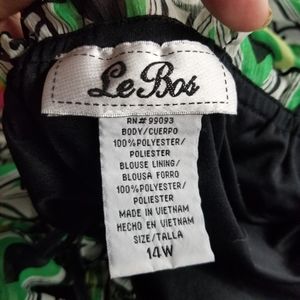 Le Bos
RN# 99093
BODY/CUERPO
100%POLYESTER/
POLIESTER
BLOUSE LINING/
BLOUSA FORRO
100%POLYESTER/
POLIESTER
MADE IN VIETNAM
HECHO EN VIETNAM
SIZE/TALLA
14W